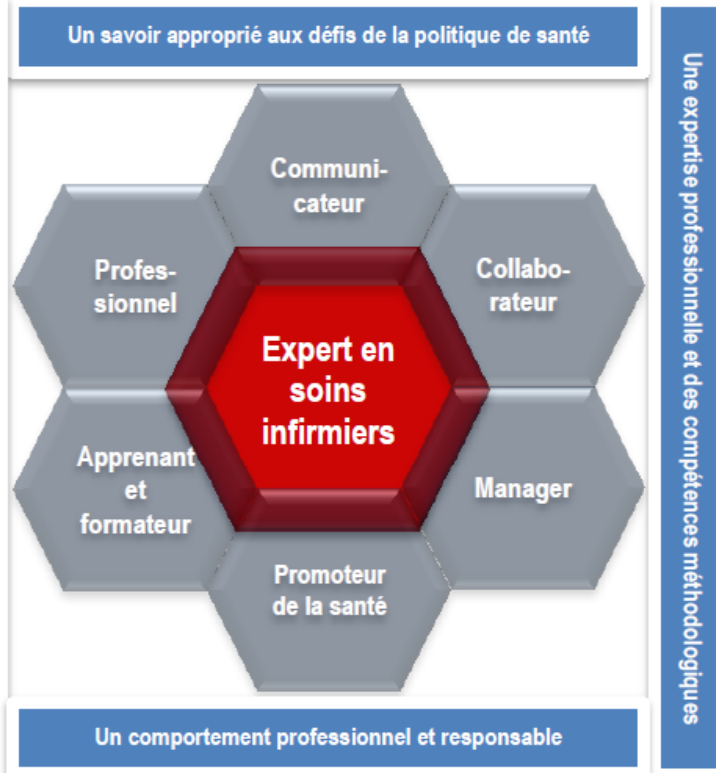 Un savoir approprié aux défis de la politique de santé
Communi-
cateur
Profes-
sionnel
Collabo-
rateur
Expert en
soins
infirmiers
Apprenant
et
formateur
Manager
Promoteur
de la santé
Un comportement professionnel et responsable
Une expertise professionnelle et des compétences méthodologiques